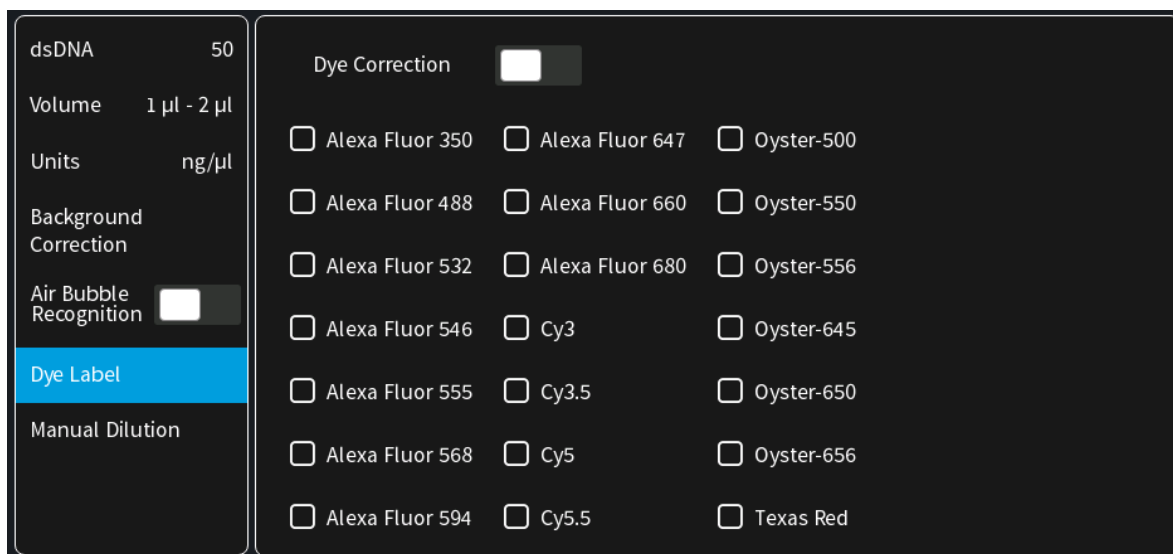 dsDNA 50
Volume 1 µl - 2 µl
Units ng/µl
Background
Correction
Air Bubble
Recognition
Dye Label
Manual Dilution
Dye Correction
Alexa Fluor 350 Alexa Fluor 647 Oyster-500
Alexa Fluor 488 Alexa Fluor 660 Oyster-550
Alexa Fluor 532 Alexa Fluor 680 Oyster-556
Alexa Fluor 546 Cy3 Oyster-645
Alexa Fluor 555 Cy3.5 Oyster-650
Alexa Fluor 568 Cy5 Oyster-656
Alexa Fluor 594 Cy5.5 Texas Red